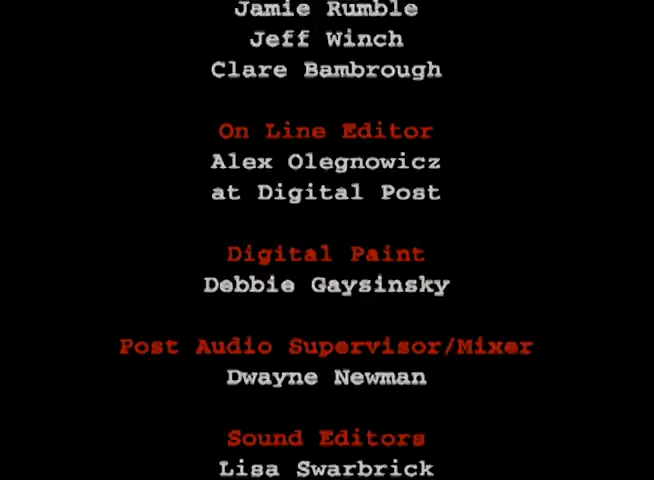 Jamie Rumble
Jeff Winch
Clare Bambrough
On Line Editor
Alex Olegnowicz
at Digital Post
Digital Paint
Debbie Gaysinsky
Post Audio Supervisor/Mixer
Dwayne Newman
Sound Editors
Lisa Swarbrick